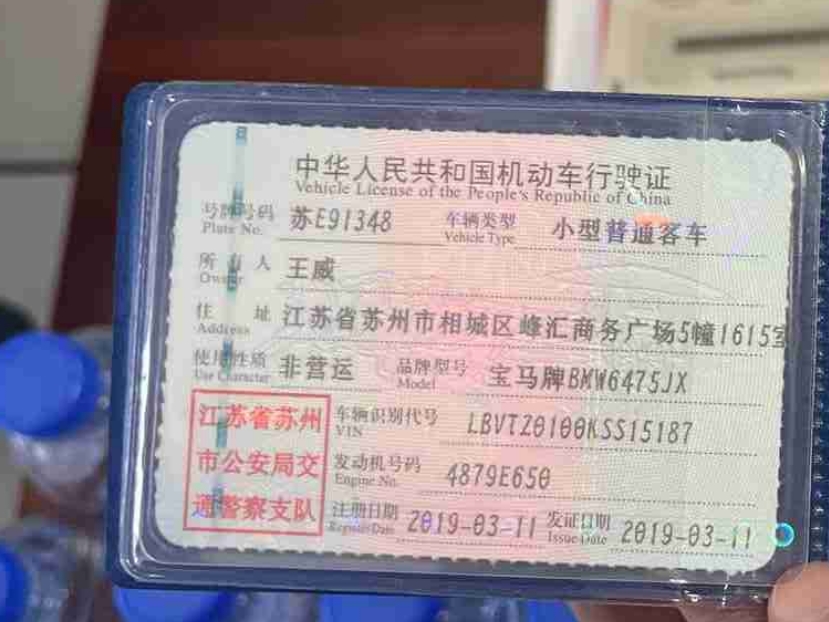 中华人民共和国机动车行驶证
Vehicle License of the People's Republic of China
号牌号码 苏E91348 车辆类型 小型普通客车
Plate No. Vehicle Type
所有人 王威
Owner
住址 江苏省苏州市相城区峰汇商务广场5幢1615室
Address
使用性质 非营运 品牌型号 宝马牌BMW6475JX
Use Character Model
江苏省苏州 车辆识别代号 LBVTZ0100KSS15187
VIN
市公安局交 发动机号码 4879E650
Engine No.
通警察支队 注册日期 2019-03-11 发证日期 2019-03-11
Register Date Issue Date